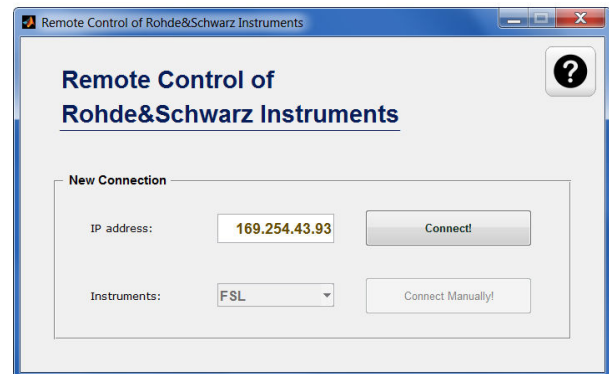 Remote Control of Rohde&Schwarz Instruments
Remote Control of
Rohde&Schwarz Instruments
?
New Connection
IP address: 169.254.43.93 Connect!
Instruments: FSL Connect Manually!